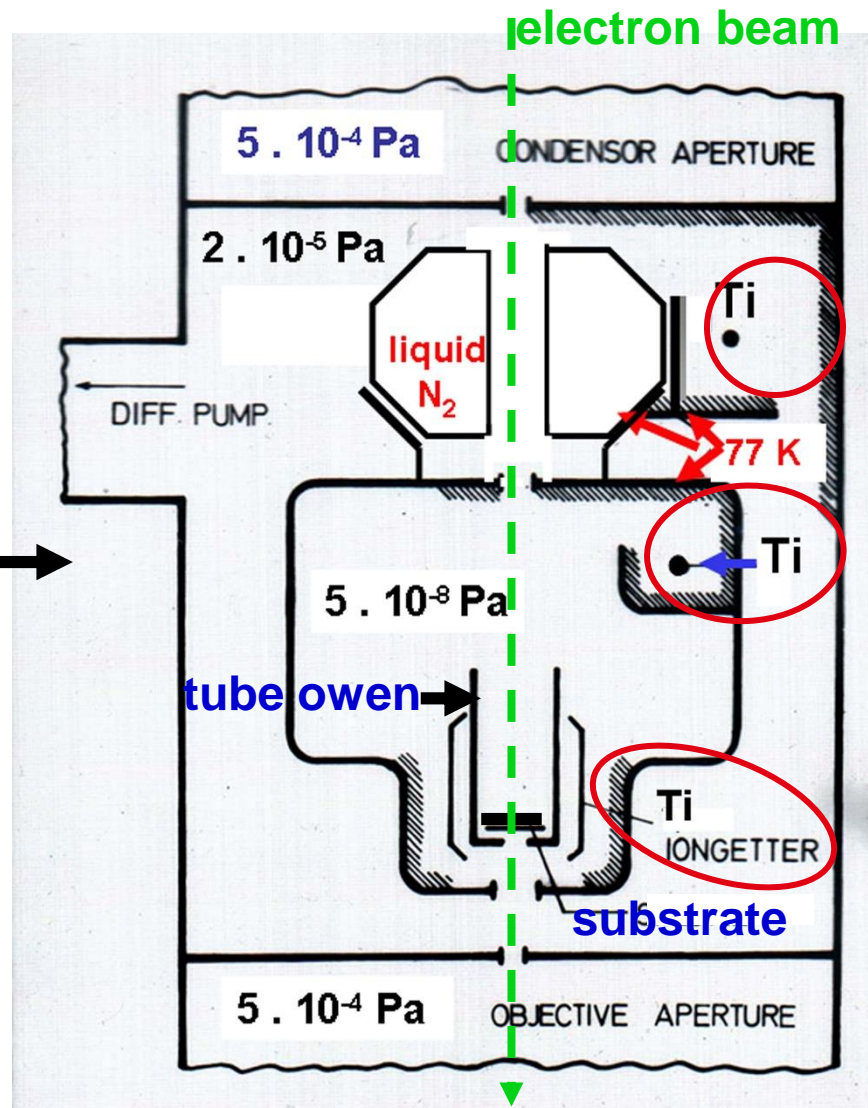 electron beam
5 . 10⁻⁴ Pa
CONDENSOR APERTURE
2 . 10⁻⁵ Pa
Ti
liquid
N₂
DIFF. PUMP.
77 K
5 . 10⁻⁸ Pa
Ti
tube owen
Ti
IONGETTER
substrate
5 . 10⁻⁴ Pa
OBJECTIVE APERTURE